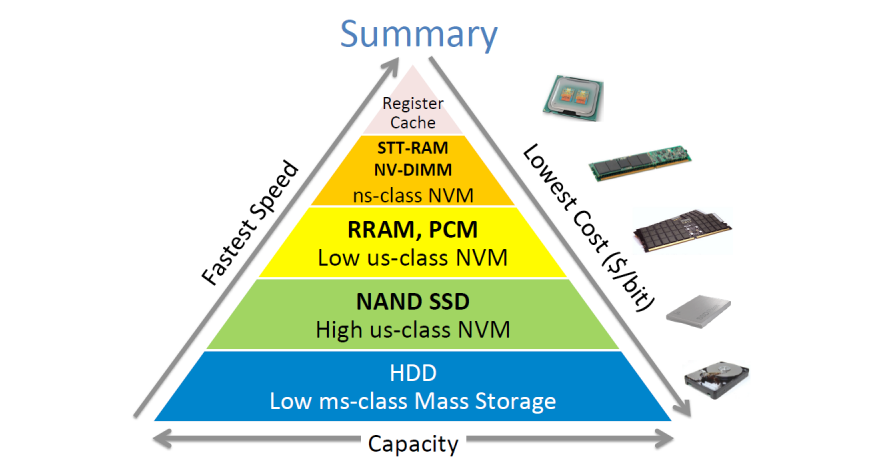 Summary
Register
Cache
STT-RAM
NV-DIMM
ns-class NVM
RRAM, PCM
Low us-class NVM
NAND SSD
High us-class NVM
HDD
Low ms-class Mass Storage
Fastest Speed
Lowest Cost ($/bit)
Capacity